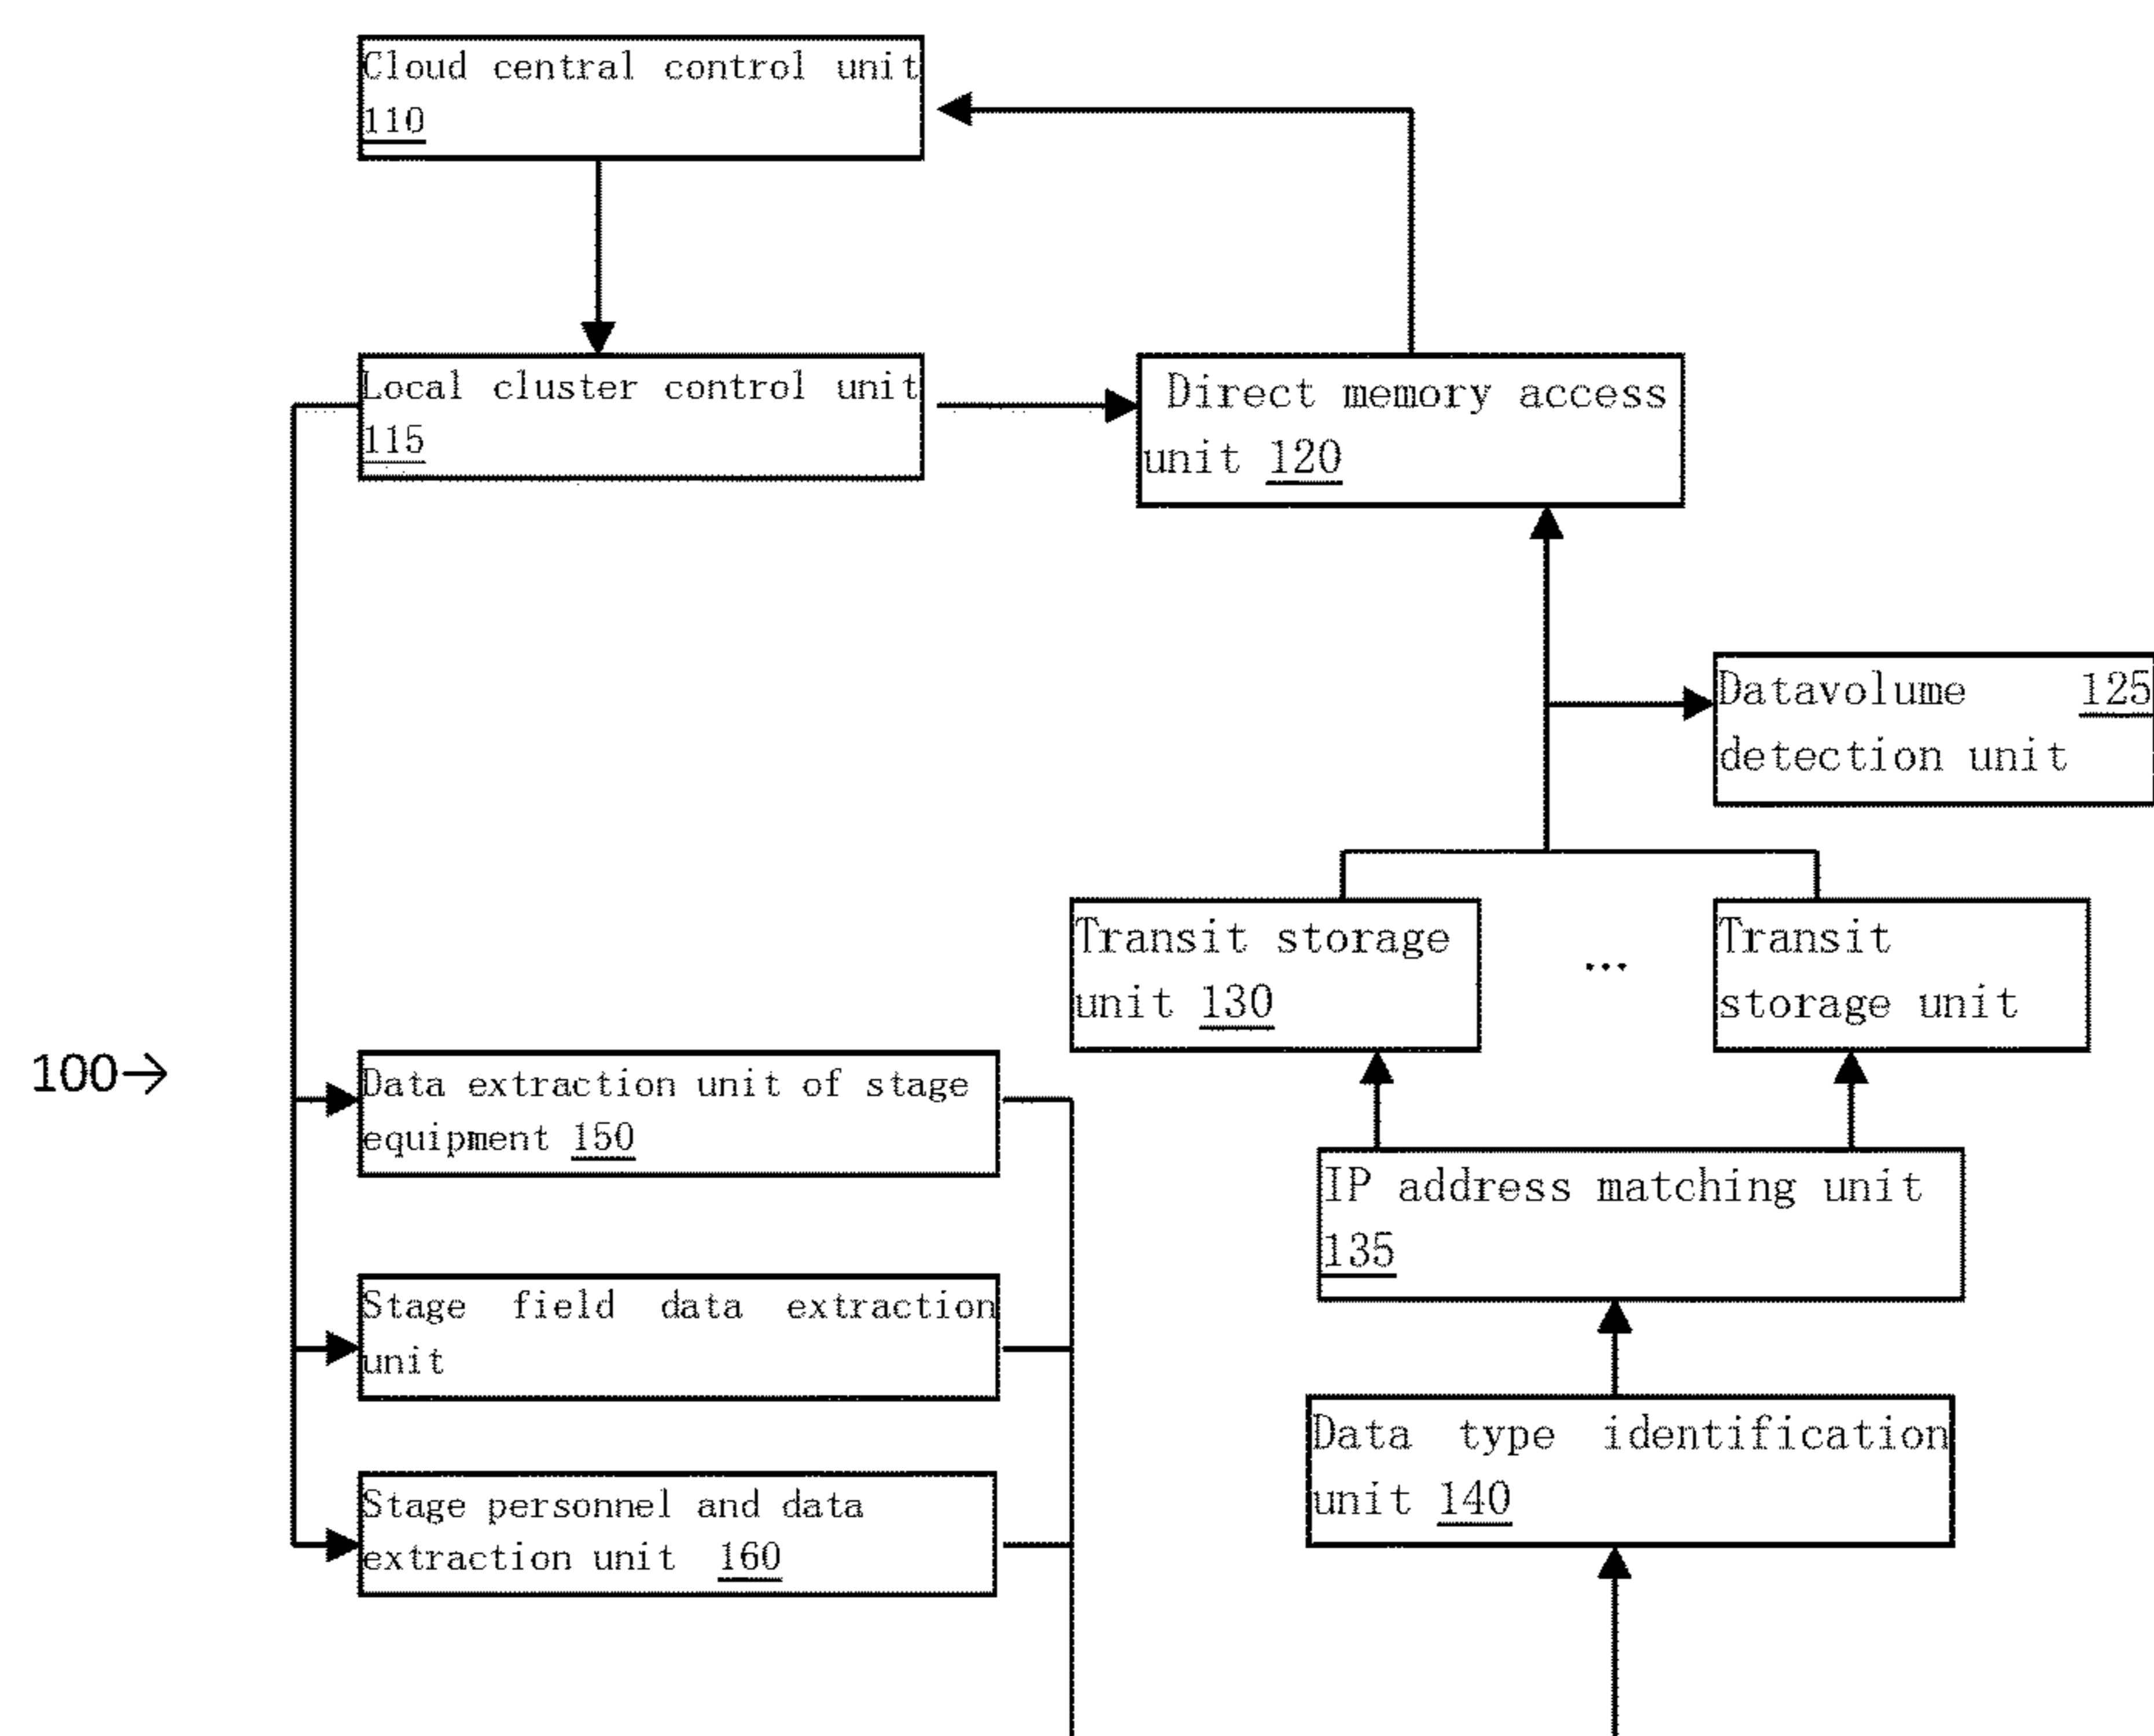 Cloud central control unit
110
Local cluster control unit
115
Direct memory access
unit 120
Datavolume 125
detection unit
Transit storage
unit 130
...
Transit
storage unit
100→
Data extraction unit of stage
equipment 150
IP address matching unit
135
Stage field data extraction
unit
Data type identification
unit 140
Stage personnel and data
extraction unit 160